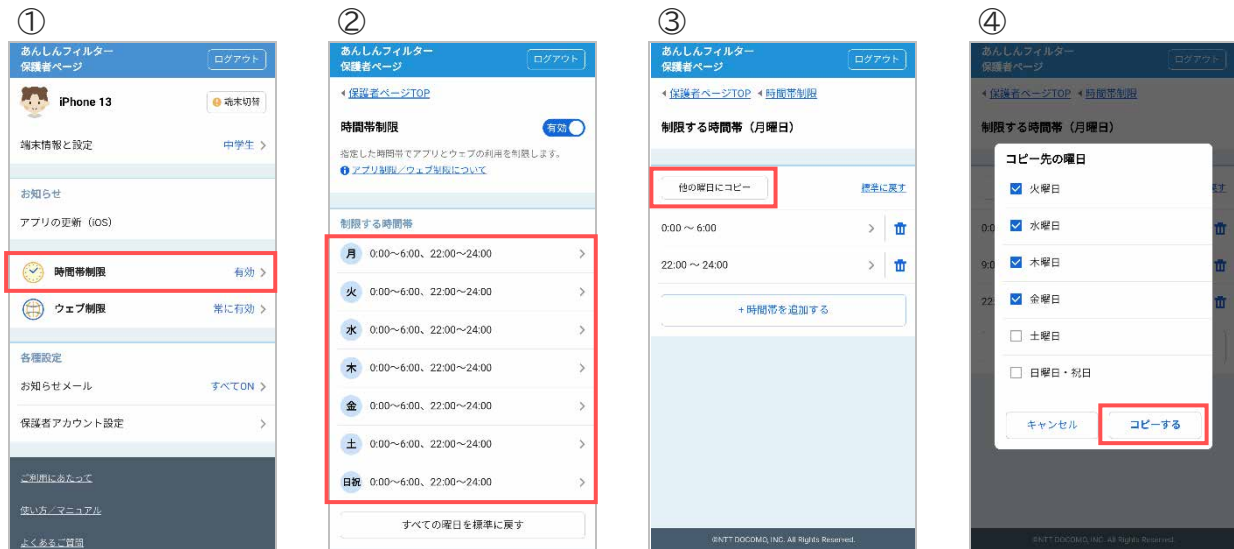 ①
あんしんフィルター
保護者ページ
ログアウト
iPhone 13
端末切替
端末情報と設定
中学生
お知らせ
アプリの更新（iOS）
時間帯制限
有効
ウェブ制限
常に有効
各種設定
お知らせメール
すべてON
保護者アカウント設定
ご利用にあたって
使い方／マニュアル
よくあるご質問
②
あんしんフィルター
保護者ページ
ログアウト
保護者ページTOP
時間帯制限
有効
指定した時間帯でアプリとウェブの利用を制限します。
アプリ制限／ウェブ制限について
制限する時間帯
月 0:00～6:00、22:00～24:00
火 0:00～6:00、22:00～24:00
水 0:00～6:00、22:00～24:00
木 0:00～6:00、22:00～24:00
金 0:00～6:00、22:00～24:00
土 0:00～6:00、22:00～24:00
日祝 0:00～6:00、22:00～24:00
すべての曜日を標準に戻す
③
あんしんフィルター
保護者ページ
ログアウト
保護者ページTOP 時間帯制限
制限する時間帯（月曜日）
他の曜日にコピー
標準に戻す
0:00 ～ 6:00
22:00 ～ 24:00
+ 時間帯を追加する
©NTT DOCOMO, INC. All Rights Reserved.
④
あんしんフィルター
保護者ページ
ログアウト
保護者ページTOP 時間帯制限
制限する時間帯（月曜日）
コピー先の曜日
火曜日
水曜日
木曜日
金曜日
土曜日
日曜日・祝日
キャンセル
コピーする
©NTT DOCOMO, INC. All Rights Reserved.